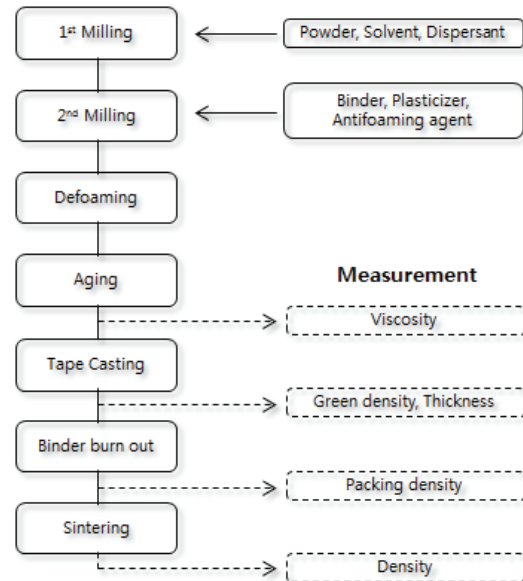 1st Milling
Powder, Solvent, Dispersant
2nd Milling
Binder, Plasticizer,
Antifoaming agent
Defoaming
Aging
Measurement
Viscosity
Tape Casting
Green density, Thickness
Binder burn out
Packing density
Sintering
Density